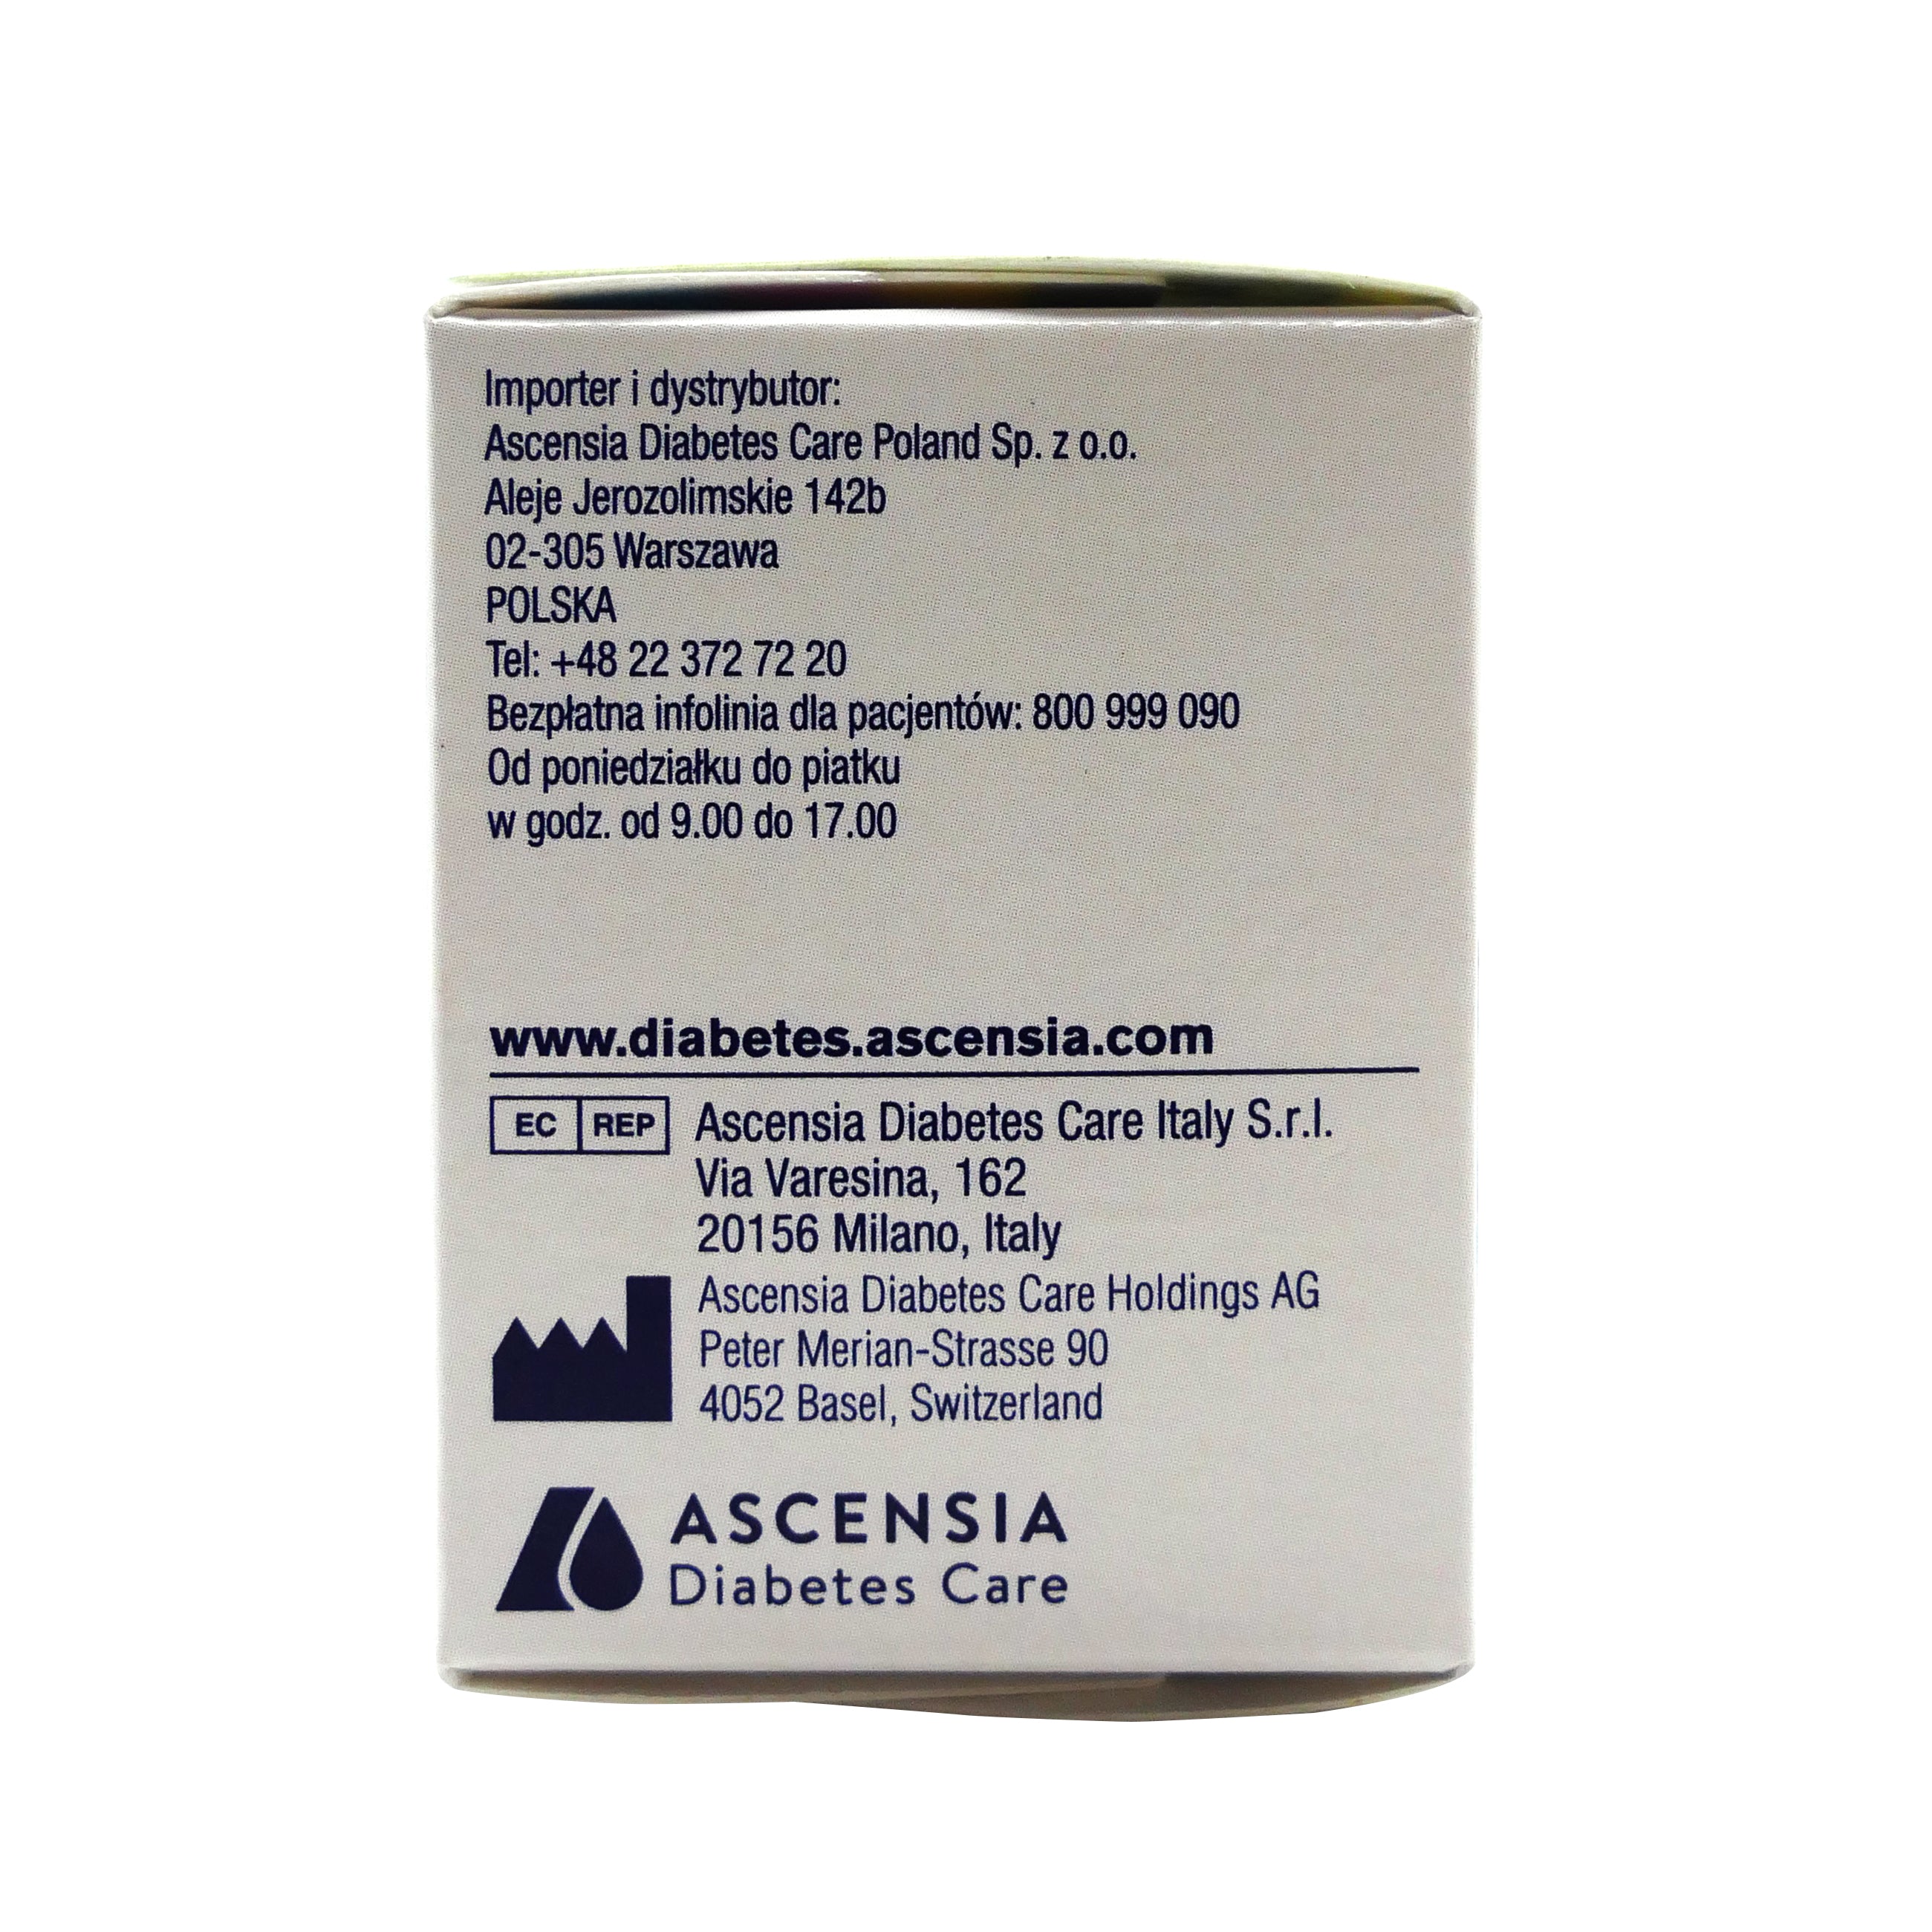 Importer i dystrybutor:
Ascensia Diabetes Care Poland Sp. z o.o.
Aleje Jerozolimskie 142b
02-305 Warszawa
POLSKA
Tel: +48 22 372 72 20
Bezpłatna infolinia dla pacjentów: 800 999 090
Od poniedziałku do piatku
w godz. od 9.00 do 17.00
www.diabetes.ascensia.com
EC REP Ascensia Diabetes Care Italy S.r.l.
Via Varesina, 162
20156 Milano, Italy
Ascensia Diabetes Care Holdings AG
Peter Merian-Strasse 90
4052 Basel, Switzerland
ASCENSIA
Diabetes Care